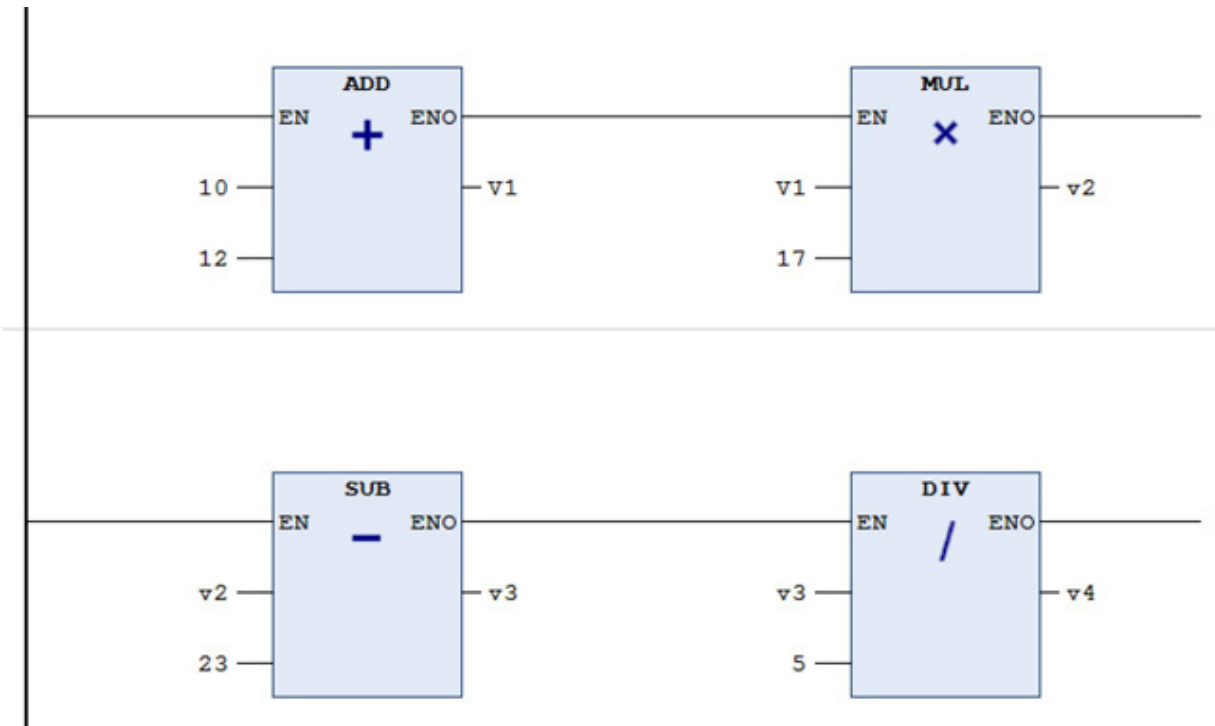 ADD MUL
EN + ENO EN × ENO
10 V1 V1 v2
12 17
SUB DIV
EN − ENO EN / ENO
v2 v3 v3 v4
23 5